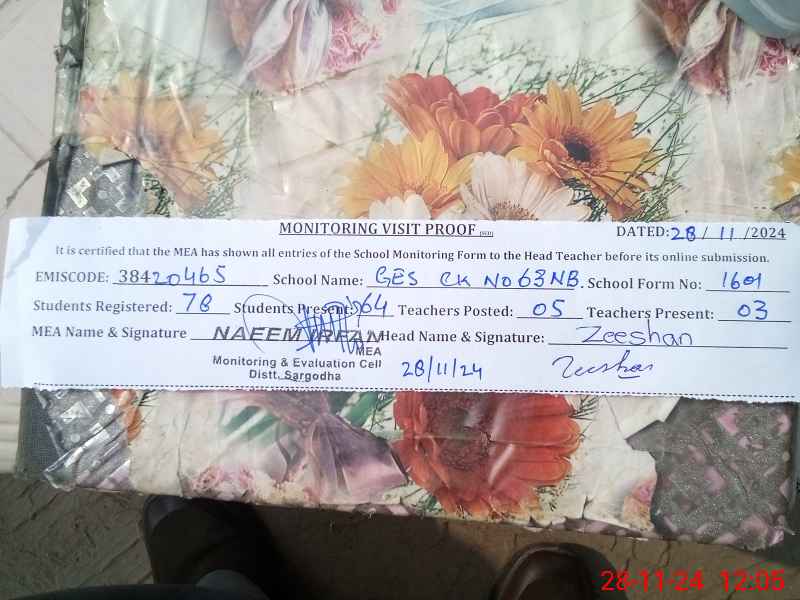 MONITORING VISIT PROOF (SED) DATED: 28/11/2024
It is certified that the MEA has shown all entries of the School Monitoring Form to the Head Teacher before its online submission.
EMISCODE: 38420465 School Name: GES CK NO 63NB. School Form No: 1601
Students Registered: 78 Students Present: 64 Teachers Posted: 05 Teachers Present: 03
MEA Name & Signature NAEEM IRFAN Head Name & Signature: Zeeshan
MEA
Monitoring & Evaluation Cell
Distt. Sargodha
28/11/24 Zeeshan
28-11-24 12:05